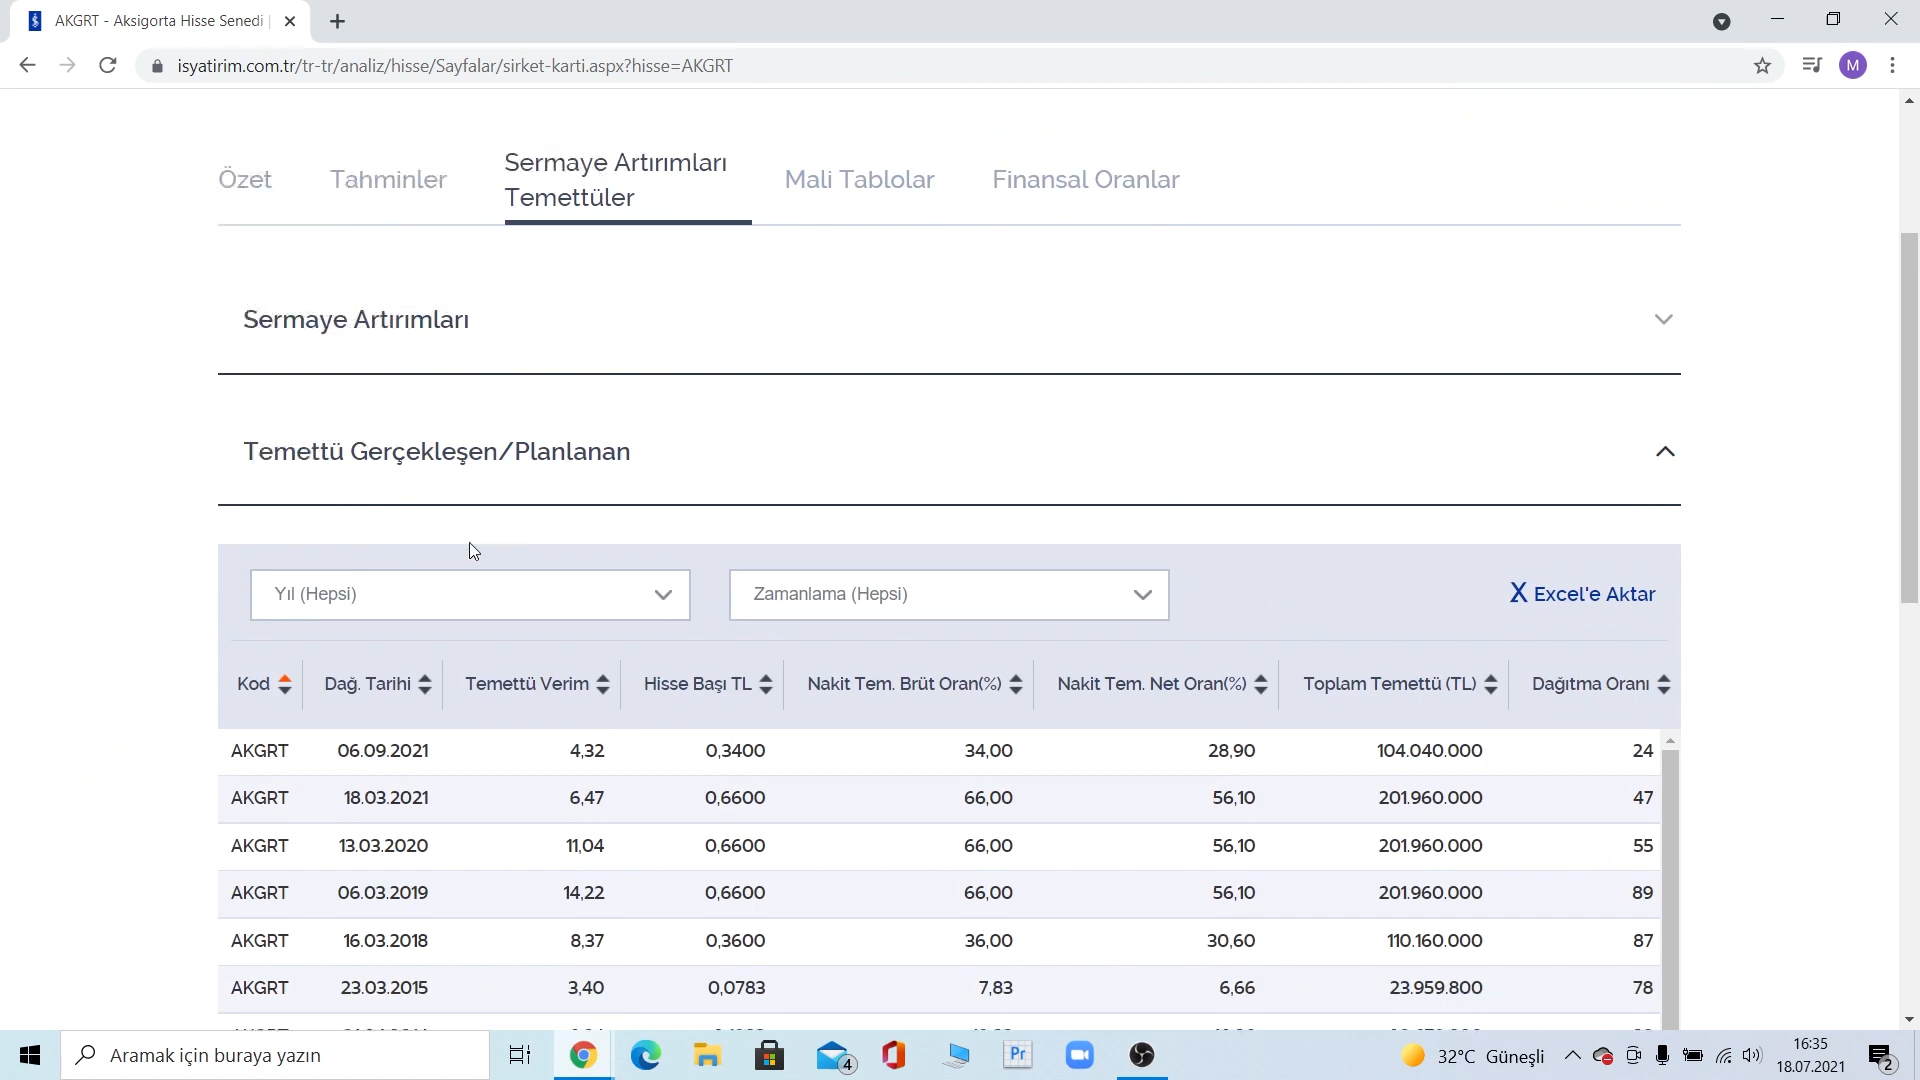 AKGRT - Aksigorta Hisse Senedi |
isyatirim.com.tr/tr-tr/analiz/hisse/Sayfalar/sirket-karti.aspx?hisse=AKGRT
M
Özet Tahminler Sermaye Artırımları Temettüler Mali Tablolar Finansal Oranlar
Sermaye Artırımları
Temettü Gerçekleşen/Planlanan
Yıl (Hepsi) Zamanlama (Hepsi) X Excel'e Aktar
Kod Dağ. Tarihi Temettü Verim Hisse Başı TL Nakit Tem. Brüt Oran(%) Nakit Tem. Net Oran(%) Toplam Temettü (TL) Dağıtma Oranı
AKGRT 06.09.2021 4,32 0,3400 34,00 28,90 104.040.000 24
AKGRT 18.03.2021 6,47 0,6600 66,00 56,10 201.960.000 47
AKGRT 13.03.2020 11,04 0,6600 66,00 56,10 201.960.000 55
AKGRT 06.03.2019 14,22 0,6600 66,00 56,10 201.960.000 89
AKGRT 16.03.2018 8,37 0,3600 36,00 30,60 110.160.000 87
AKGRT 23.03.2015 3,40 0,0783 7,83 6,66 23.959.800 78
Aramak için buraya yazın 4 Pr 32°C Güneşli 16:35
18.07.2021 2